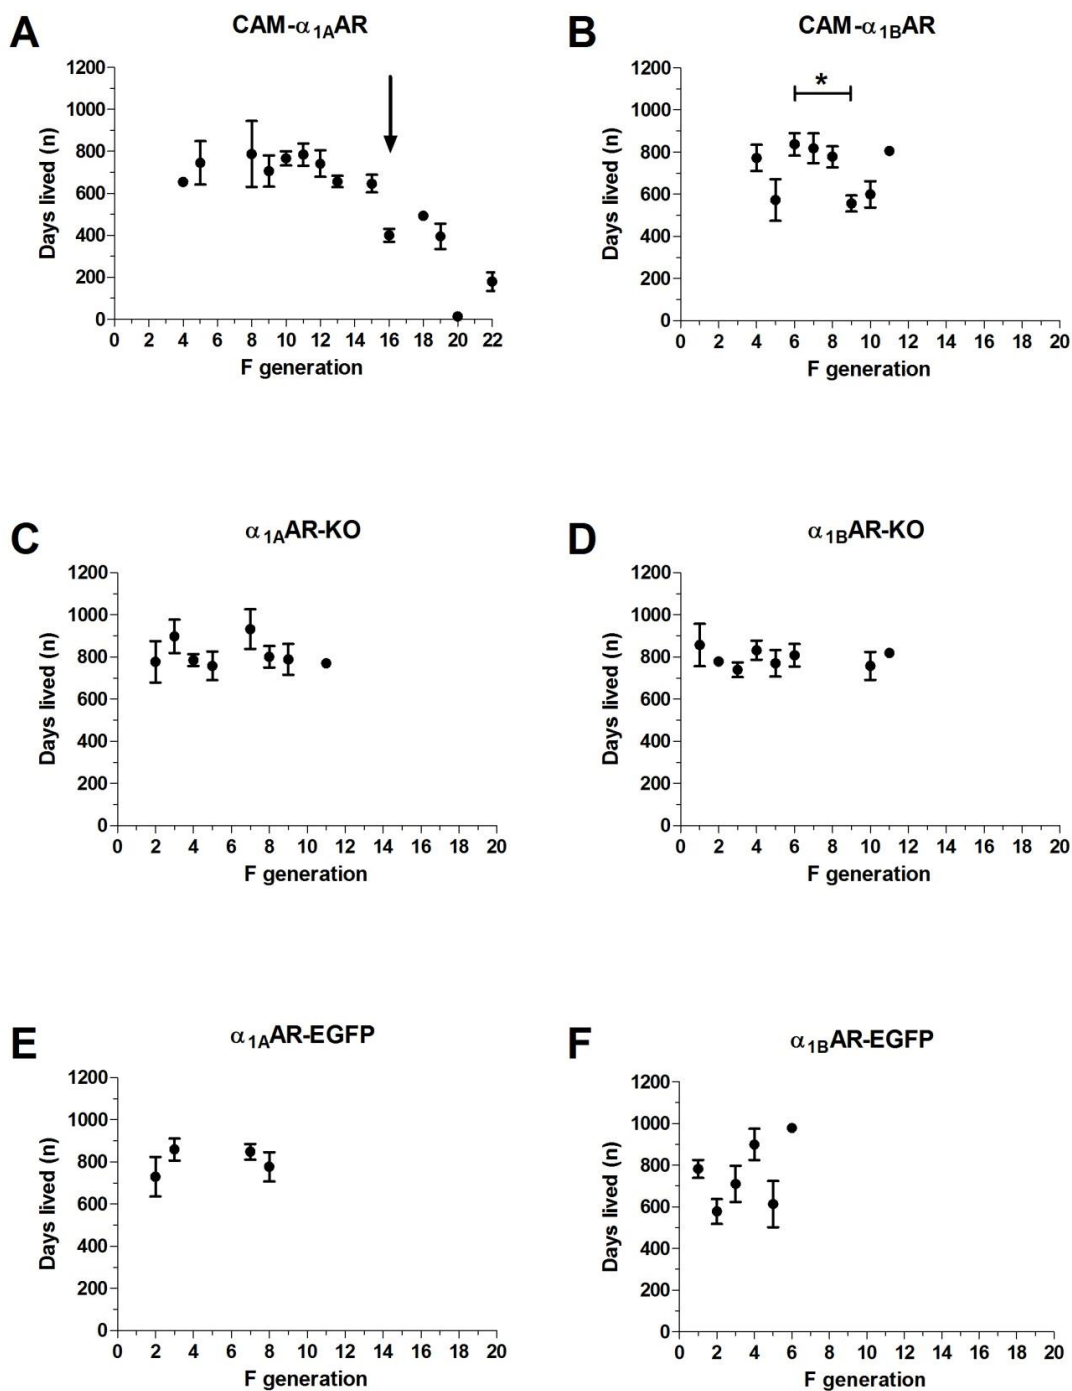 A
CAM-α1AAR
1200
1000
800
600
400
200
0
Days lived (n)
0 2 4 6 8 10 12 14 16 18 20 22
F generation
B
CAM-α1BAR
*
1200
1000
800
600
400
200
0
Days lived (n)
0 2 4 6 8 10 12 14 16 18 20
F generation
C
α1AAR-KO
1200
1000
800
600
400
200
0
Days lived (n)
0 2 4 6 8 10 12 14 16 18 20
F generation
D
α1BAR-KO
1200
1000
800
600
400
200
0
Days lived (n)
0 2 4 6 8 10 12 14 16 18 20
F generation
E
α1AAR-EGFP
1200
1000
800
600
400
200
0
Days lived (n)
0 2 4 6 8 10 12 14 16 18 20
F generation
F
α1BAR-EGFP
1200
1000
800
600
400
200
0
Days lived (n)
0 2 4 6 8 10 12 14 16 18 20
F generation